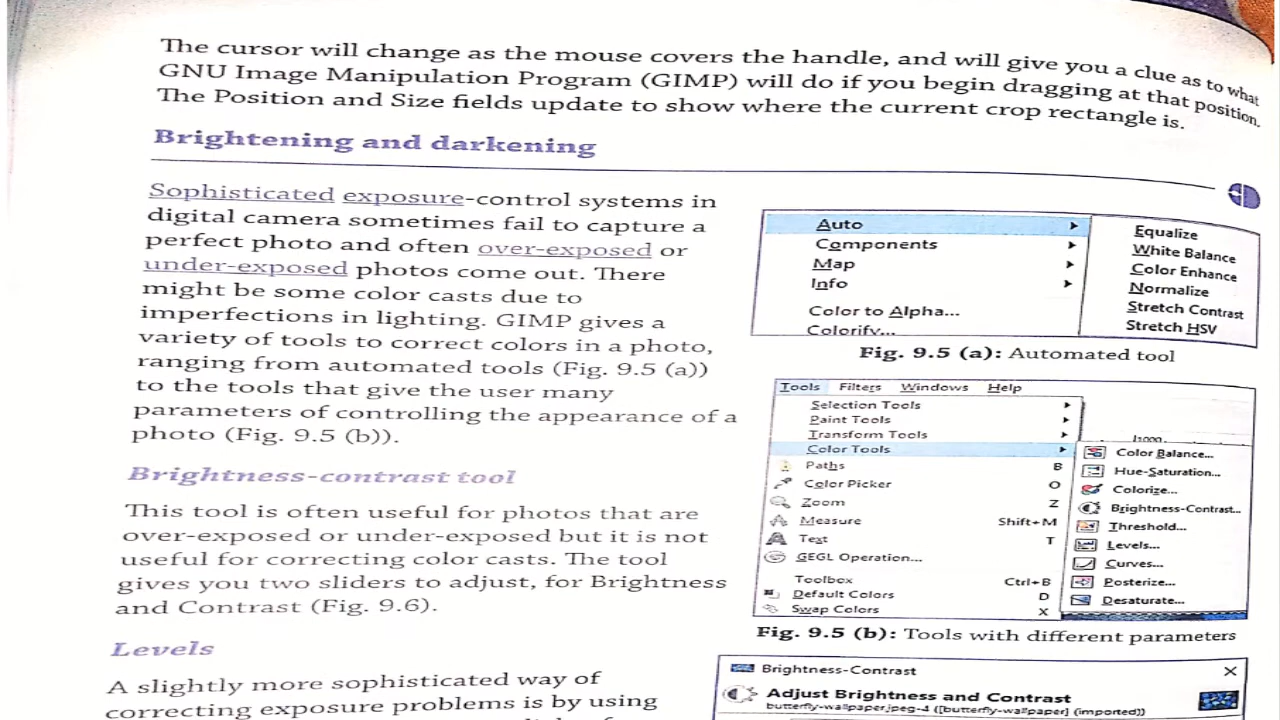 The cursor will change as the mouse covers the handle, and will give you a clue as to what
GNU Image Manipulation Program (GIMP) will do if you begin dragging at that position.
The Position and Size fields update to show where the current crop rectangle is.
Brightening and darkening
Sophisticated exposure-control systems in
digital camera sometimes fail to capture a
perfect photo and often over-exposed or
under-exposed photos come out. There
might be some color casts due to
imperfections in lighting. GIMP gives a
variety of tools to correct colors in a photo,
ranging from automated tools (Fig. 9.5 (a))
to the tools that give the user many
parameters of controlling the appearance of a
photo (Fig. 9.5 (b)).
Brightness-contrast tool
This tool is often useful for photos that are
over-exposed or under-exposed but it is not
useful for correcting color casts. The tool
gives you two sliders to adjust, for Brightness
and Contrast (Fig. 9.6).
Levels
A slightly more sophisticated way of
correcting exposure problems is by using
Auto
Components
Map
Info
Color to Alpha...
Colorify...
Equalize
White Balance
Color Enhance
Normalize
Stretch Contrast
Stretch HSV
Fig. 9.5 (a): Automated tool
Tools Filters Windows Help
Selection Tools
Paint Tools
Transform Tools
Color Tools
Paths B
Color Picker O
Zoom Z
Measure Shift+M
Text T
GEGL Operation...
Toolbox Ctrl+B
Default Colors D
Swap Colors X
Color Balance...
Hue-Saturation...
Colorize...
Brightness-Contrast...
Threshold...
Levels...
Curves...
Posterize...
Desaturate...
Fig. 9.5 (b): Tools with different parameters
Brightness-Contrast
Adjust Brightness and Contrast
butterfly-wallpaper.jpeg-4 ([butterfly-wallpaper] (imported))